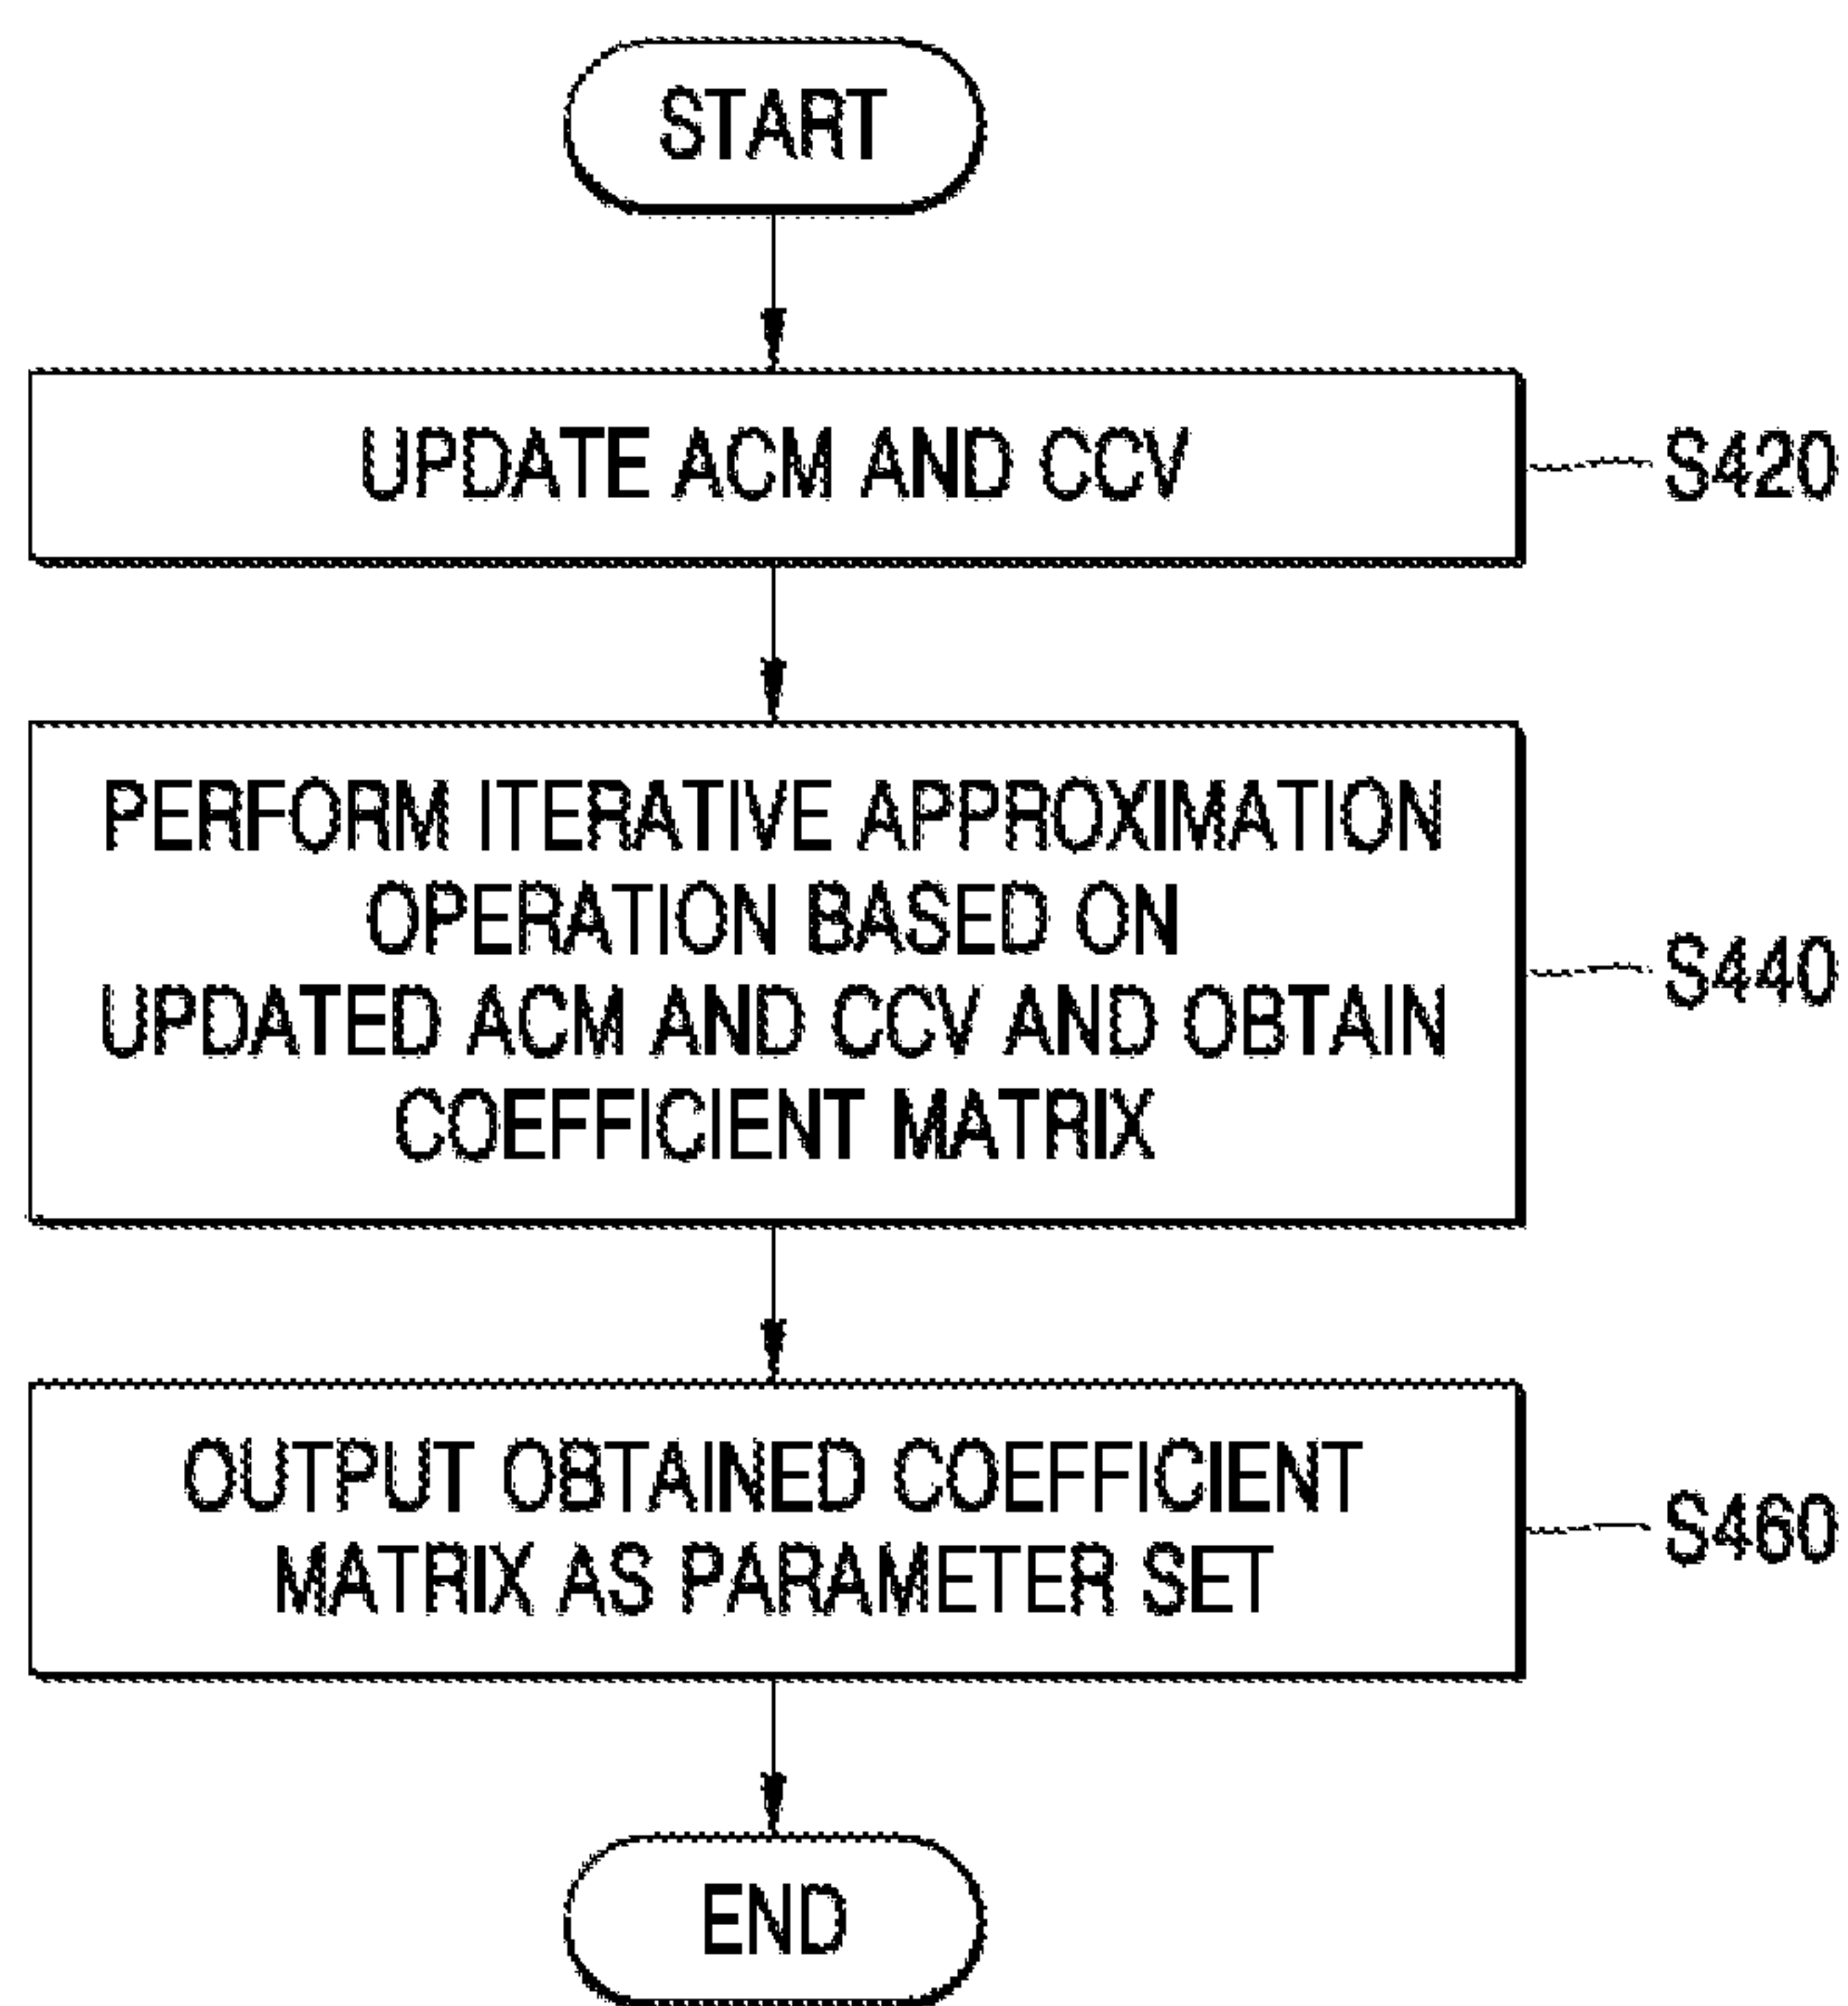 START
UPDATE ACM AND CCV
S420
PERFORM ITERATIVE APPROXIMATION
OPERATION BASED ON
UPDATED ACM AND CCV AND OBTAIN
COEFFICIENT MATRIX
S440
OUTPUT OBTAINED COEFFICIENT
MATRIX AS PARAMETER SET
S460
END